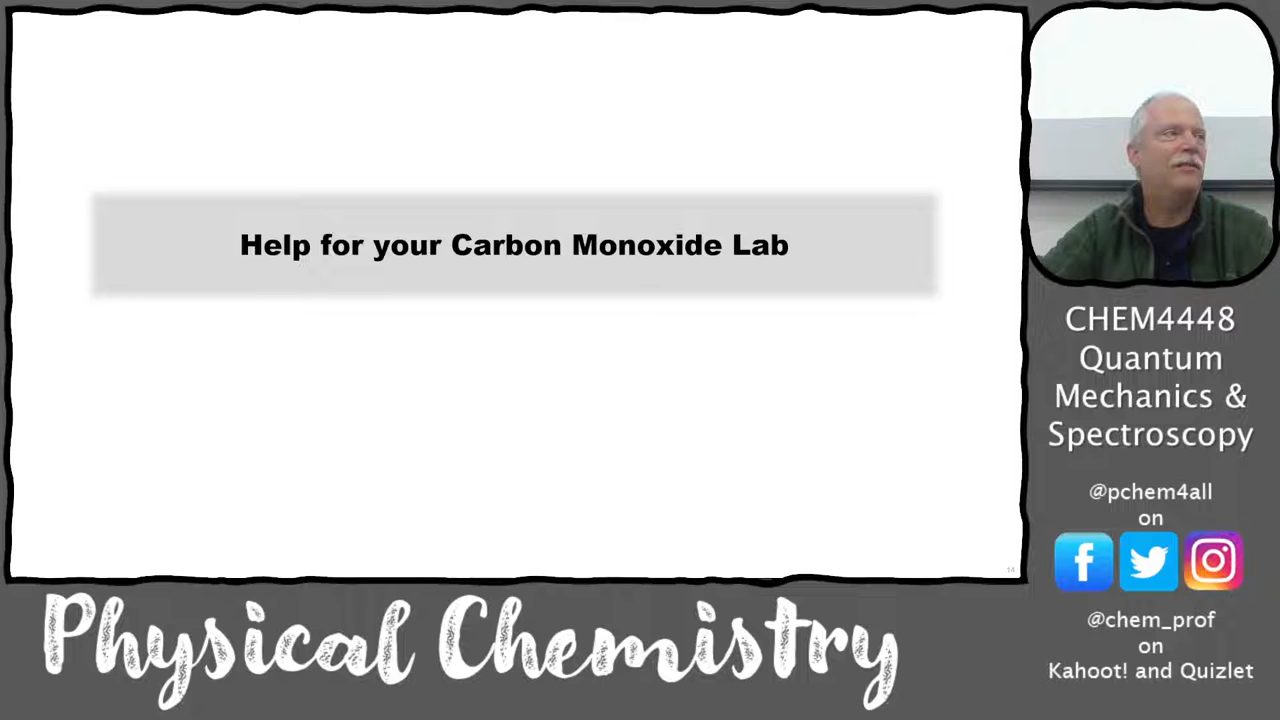 Help for your Carbon Monoxide Lab
14
CHEM4448
Quantum
Mechanics &
Spectroscopy
@pchem4all
on
@chem_prof
on
Kahoot! and Quizlet
Physical Chemistry